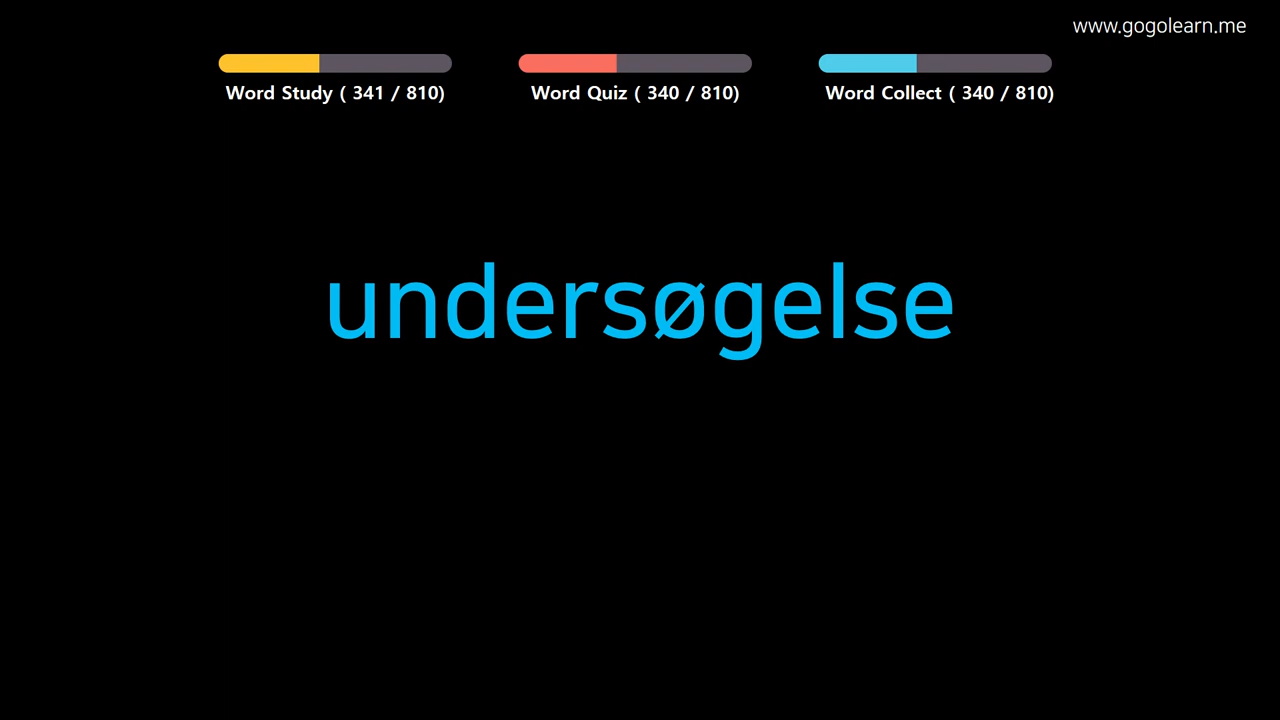 www.gogolearn.me
Word Study ( 341 / 810)
Word Quiz ( 340 / 810)
Word Collect ( 340 / 810)
undersøgelse